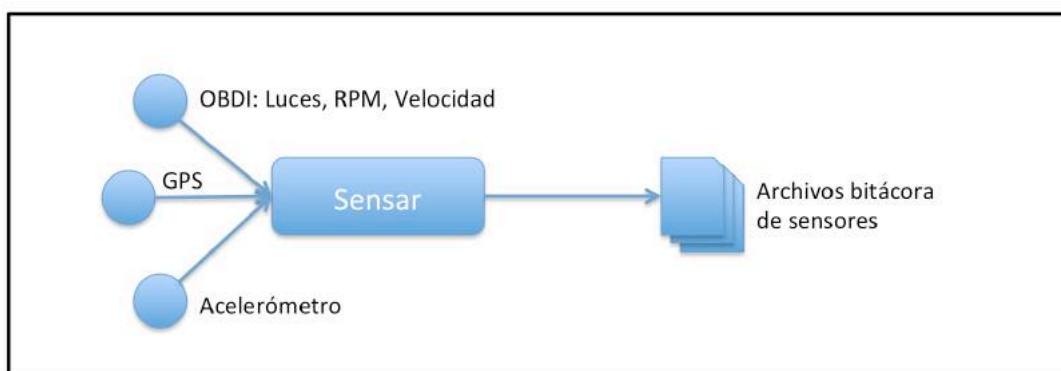 OBDI: Luces, RPM, Velocidad
GPS
Sensar
Archivos bitácora
de sensores
Acelerómetro